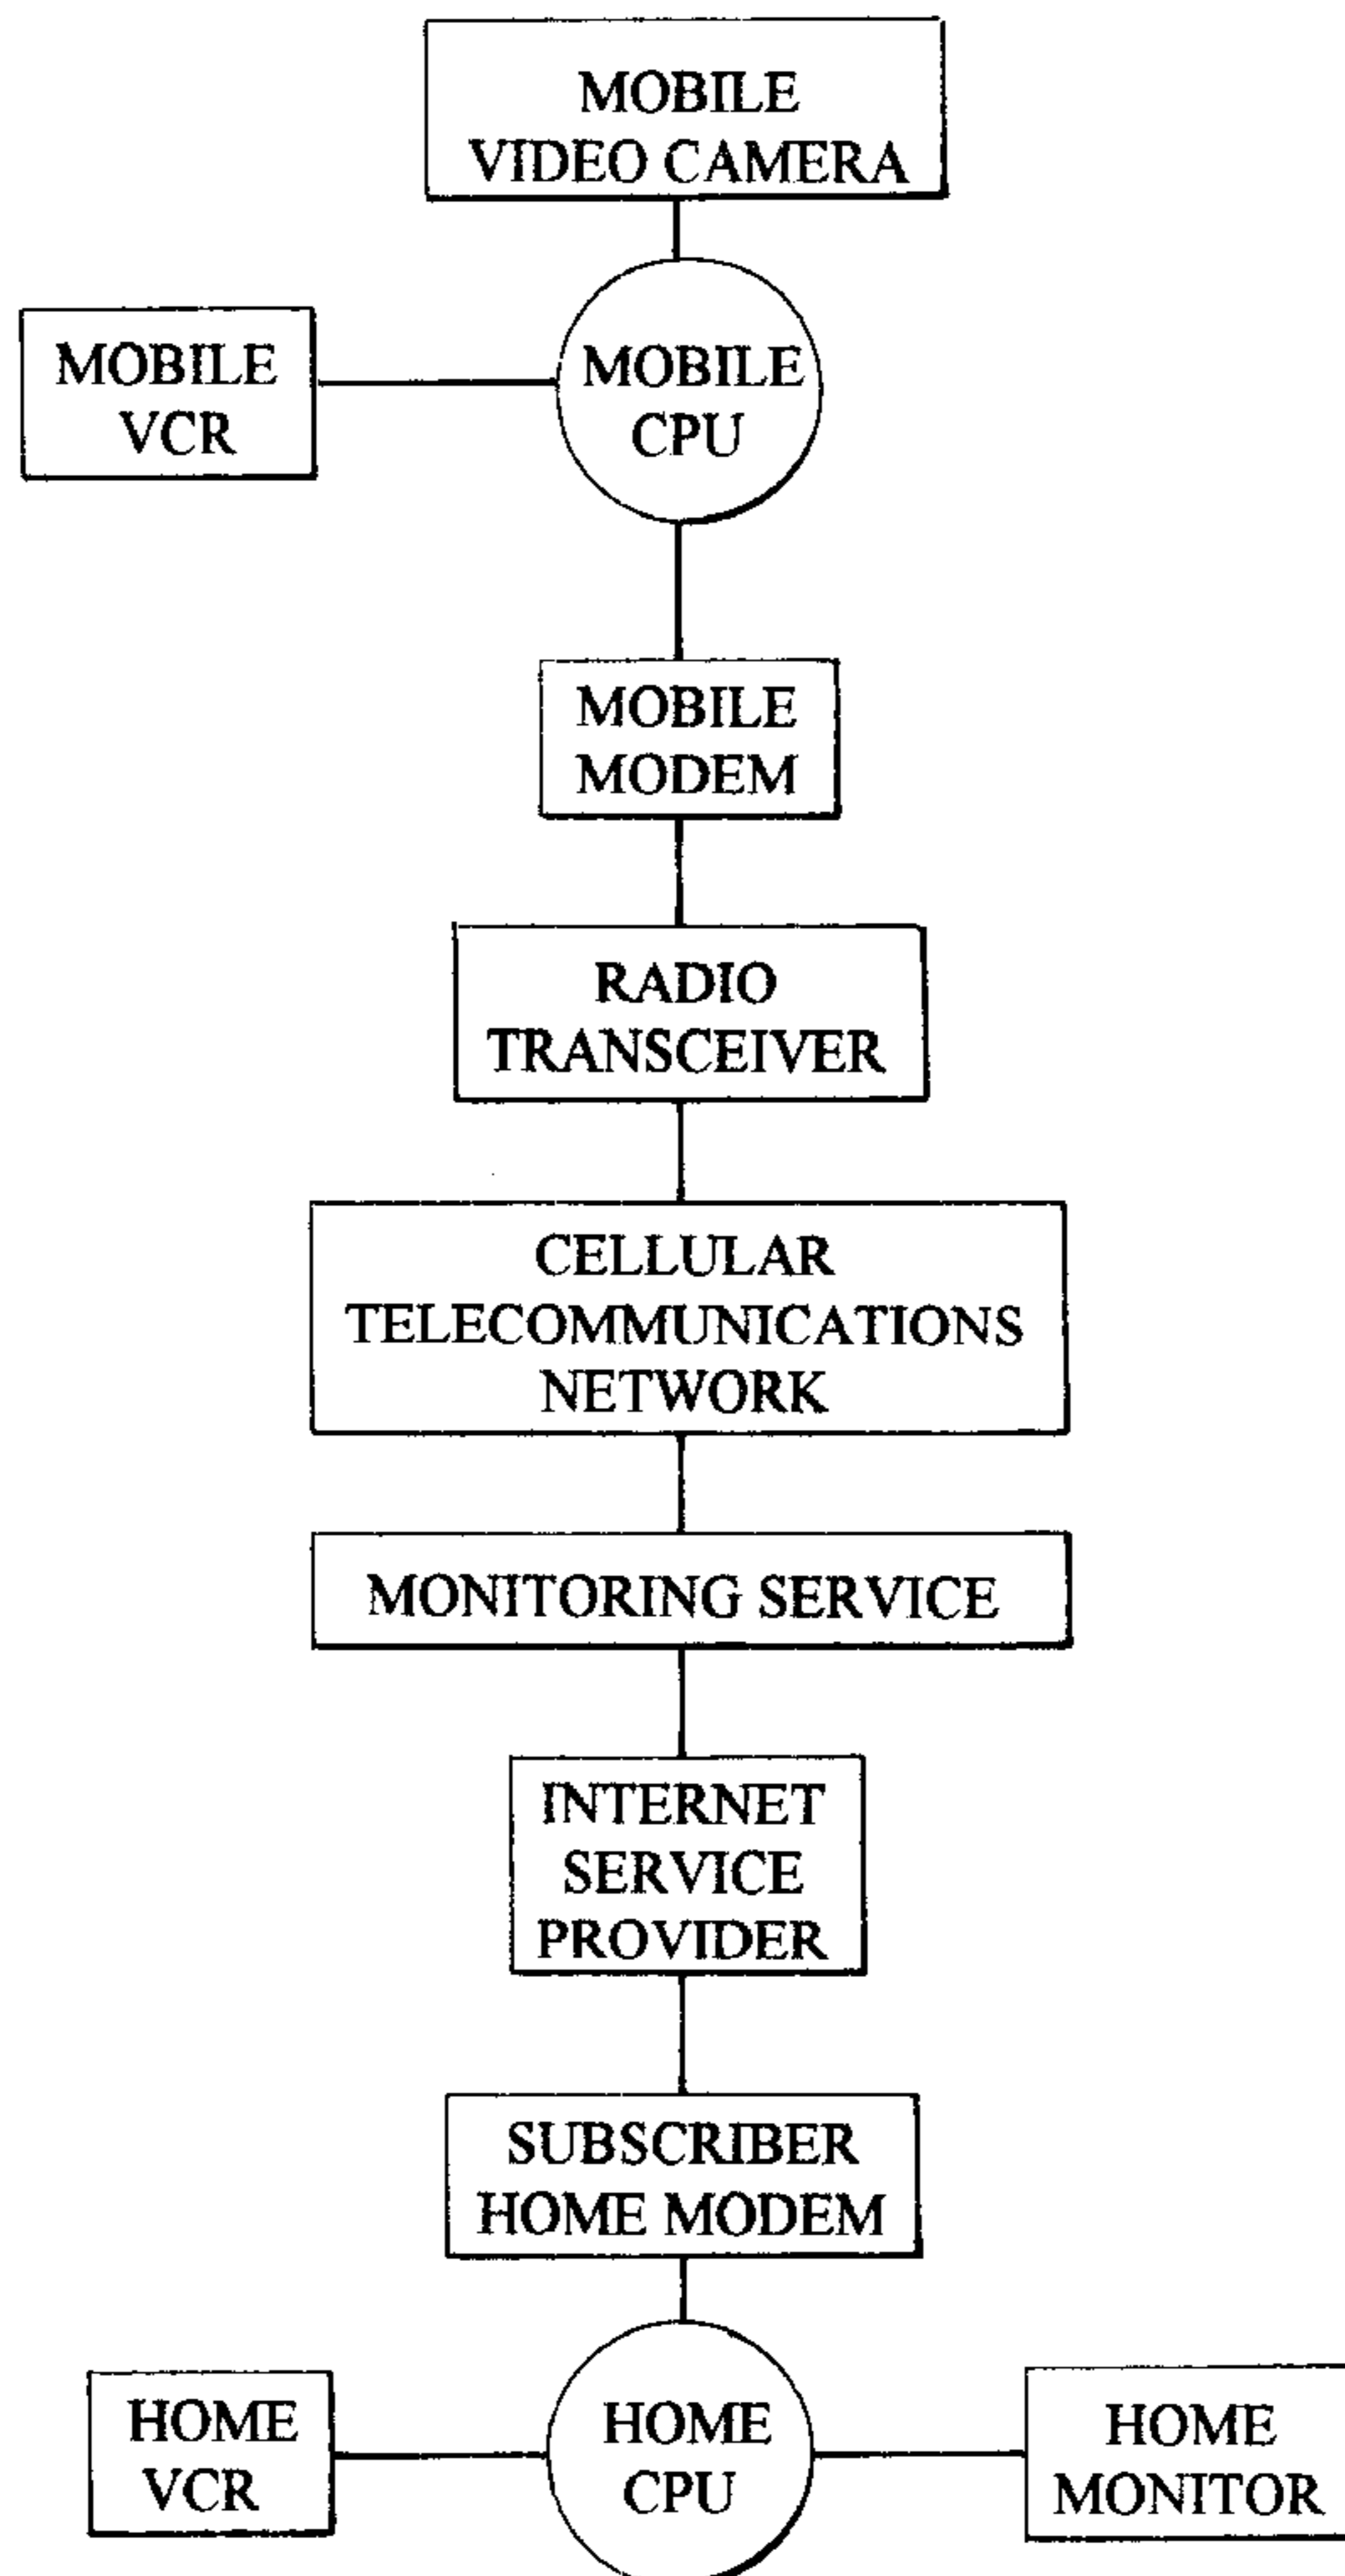 MOBILE
VIDEO CAMERA
MOBILE
VCR
MOBILE
CPU
MOBILE
MODEM
RADIO
TRANSCEIVER
CELLULAR
TELECOMMUNICATIONS
NETWORK
MONITORING SERVICE
INTERNET
SERVICE
PROVIDER
SUBSCRIBER
HOME MODEM
HOME
VCR
HOME
CPU
HOME
MONITOR